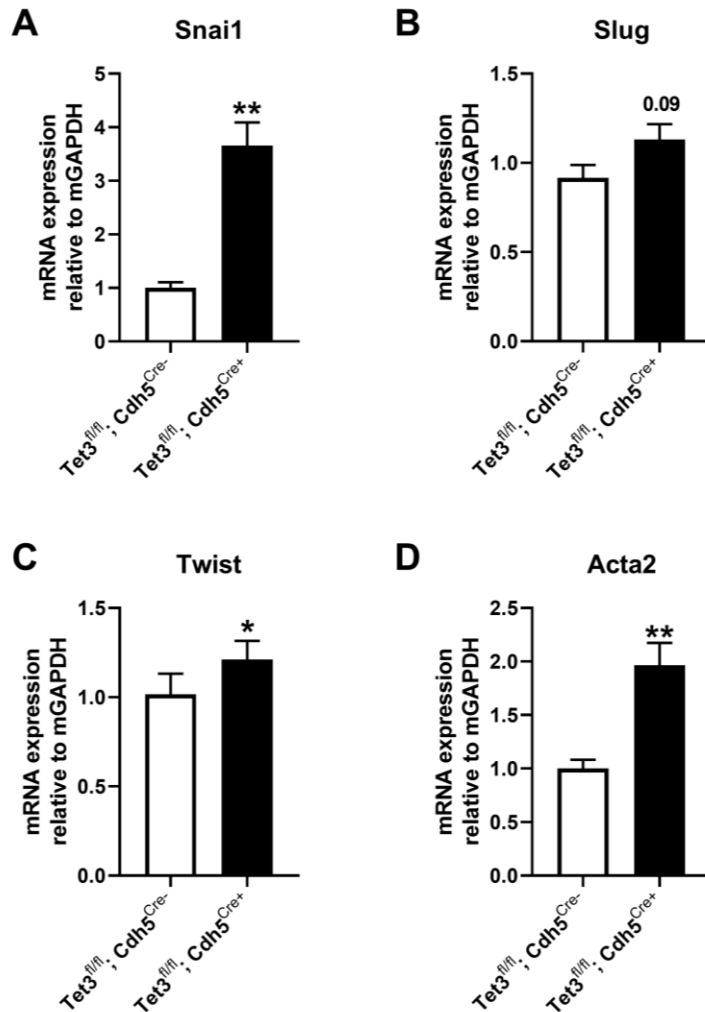 A
Snai1
mRNA expression
relative to mGAPDH
5
4
3
2
1
0
**
Tet3fl/fl; Cdh5Cre-
Tet3fl/fl; Cdh5Cre+
B
Slug
mRNA expression
relative to mGAPDH
1.5
1.0
0.5
0.0
0.09
Tet3fl/fl; Cdh5Cre-
Tet3fl/fl; Cdh5Cre+
C
Twist
mRNA expression
relative to mGAPDH
1.5
1.0
0.5
0.0
*
Tet3fl/fl; Cdh5Cre-
Tet3fl/fl; Cdh5Cre+
D
Acta2
mRNA expression
relative to mGAPDH
2.5
2.0
1.5
1.0
0.5
0.0
**
Tet3fl/fl; Cdh5Cre-
Tet3fl/fl; Cdh5Cre+